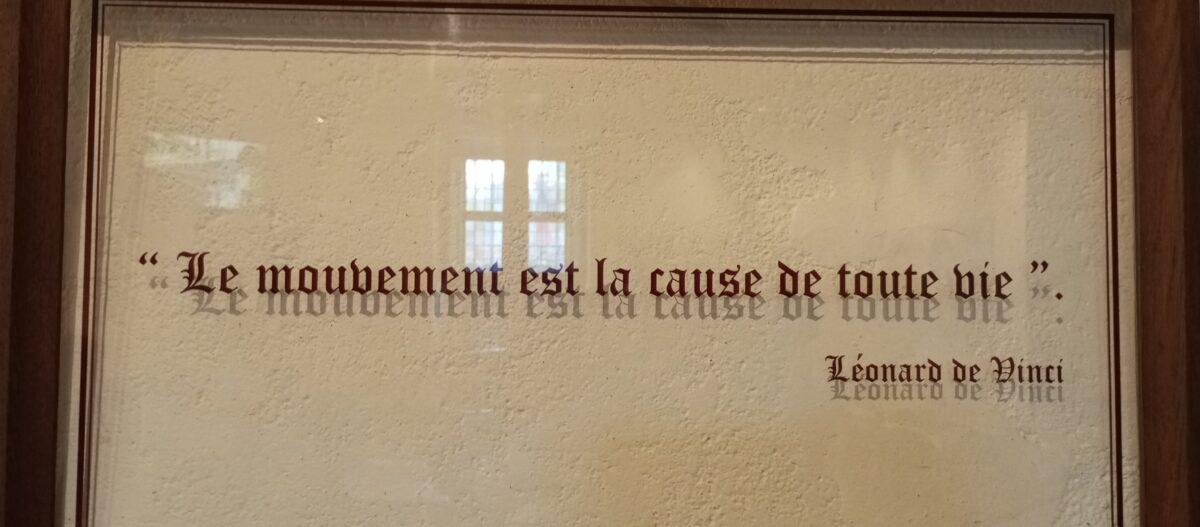 “ Le mouvement est la cause de toute vie ”.
Léonard de Vinci